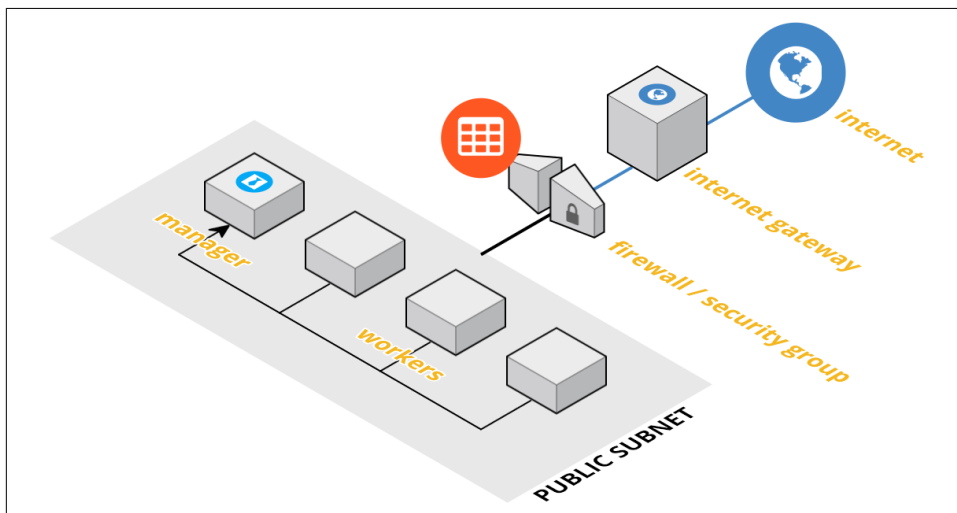 internet
internet gateway
firewall / security group
manager
workers
PUBLIC SUBNET